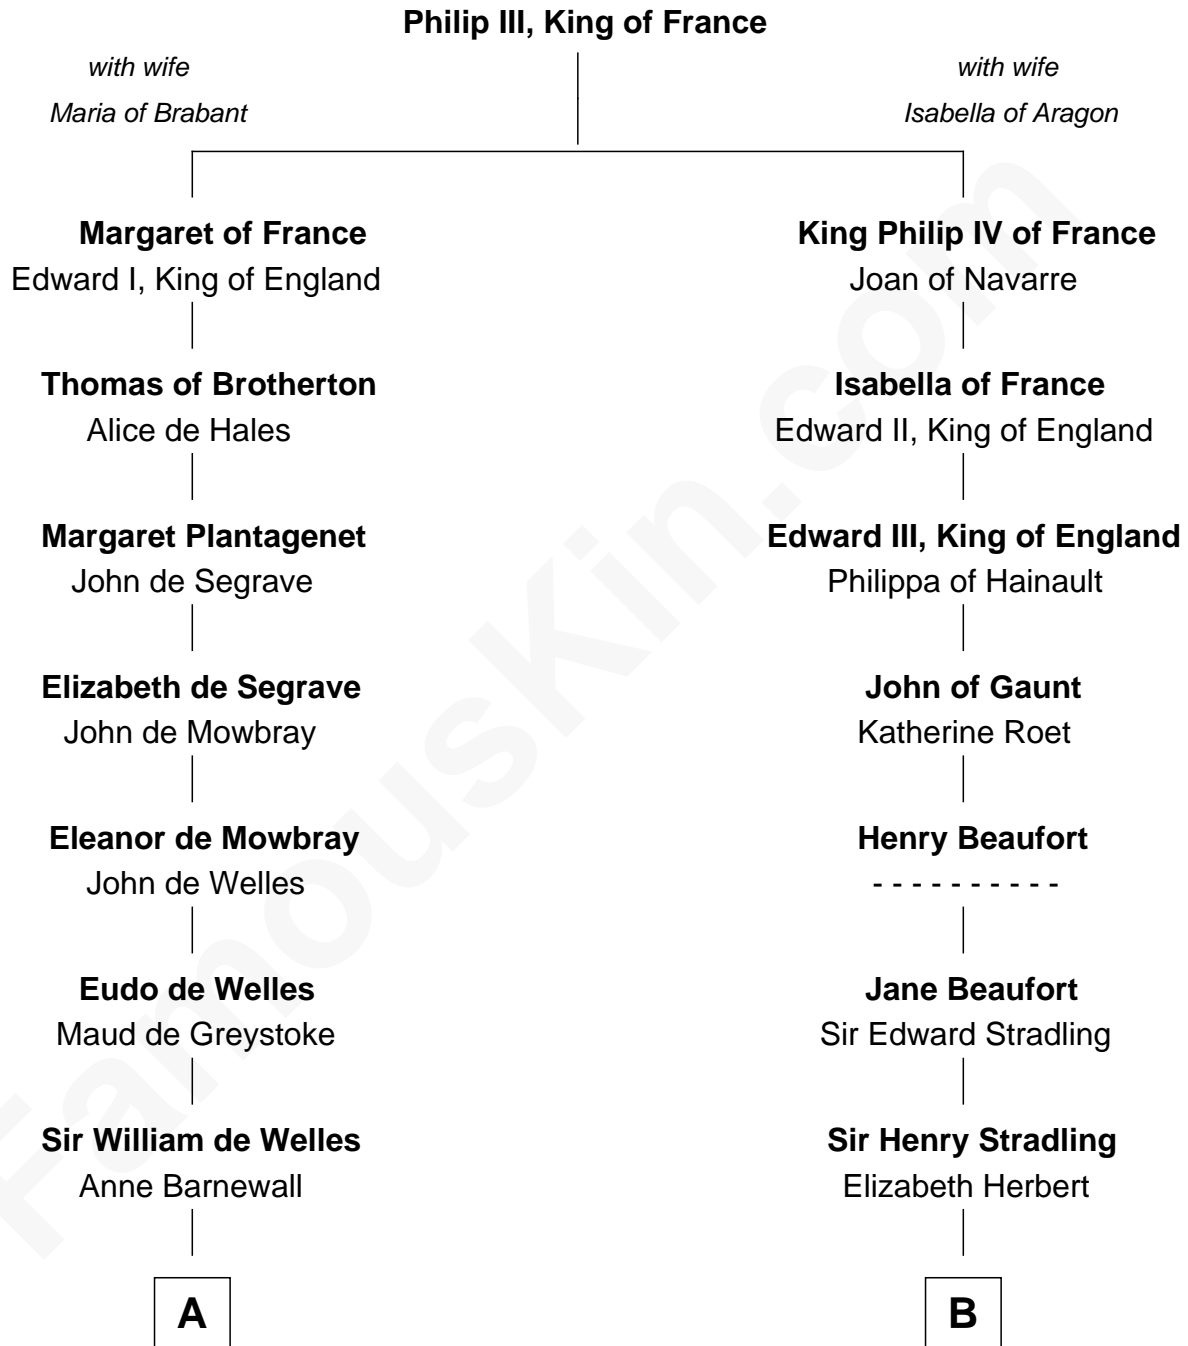 Philip III, King of France
with wife
Maria of Brabant
with wife
Isabella of Aragon
Margaret of France
Edward I, King of England
King Philip IV of France
Joan of Navarre
Thomas of Brotherton
Alice de Hales
Isabella of France
Edward II, King of England
Margaret Plantagenet
John de Segrave
Edward III, King of England
Philippa of Hainault
Elizabeth de Segrave
John de Mowbray
John of Gaunt
Katherine Roet
Eleanor de Mowbray
John de Welles
Henry Beaufort
- - - - - - - - - -
Eudo de Welles
Maud de Greystoke
Jane Beaufort
Sir Edward Stradling
Sir William de Welles
Anne Barnewall
Sir Henry Stradling
Elizabeth Herbert
A
B
FamousKin.com